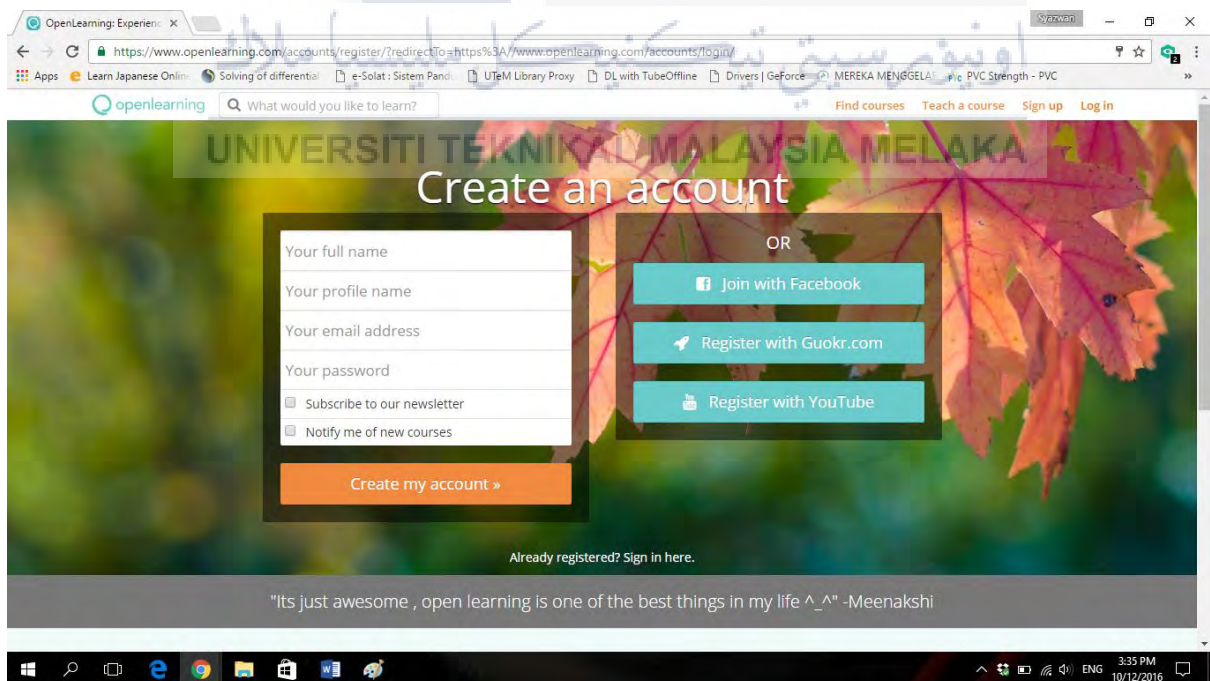 OpenLearning: Experienc
Syazwan
https://www.openlearning.com/accounts/register/?redirectTo=https%3A//www.openlearning.com/accounts/login/
Apps Learn Japanese Onlin Solving of differential e-Solat : Sistem Pand UTeM Library Proxy DL with TubeOffline Drivers | GeForce MEREKA MENGGELA PVC Strength - PVC »
openlearning What would you like to learn? Find courses Teach a course Sign up Log in
اونيورسيتي تيكنيكل مليسيا ملاك
UNIVERSITI TEKNIKAL MALAYSIA MELAKA
Create an account
Your full name
Your profile name
Your email address
Your password
Subscribe to our newsletter
Notify me of new courses
Create my account »
OR
Join with Facebook
Register with Guokr.com
Register with YouTube
Already registered? Sign in here.
"Its just awesome , open learning is one of the best things in my life ^_^" -Meenakshi
ENG 3:35 PM
10/12/2016